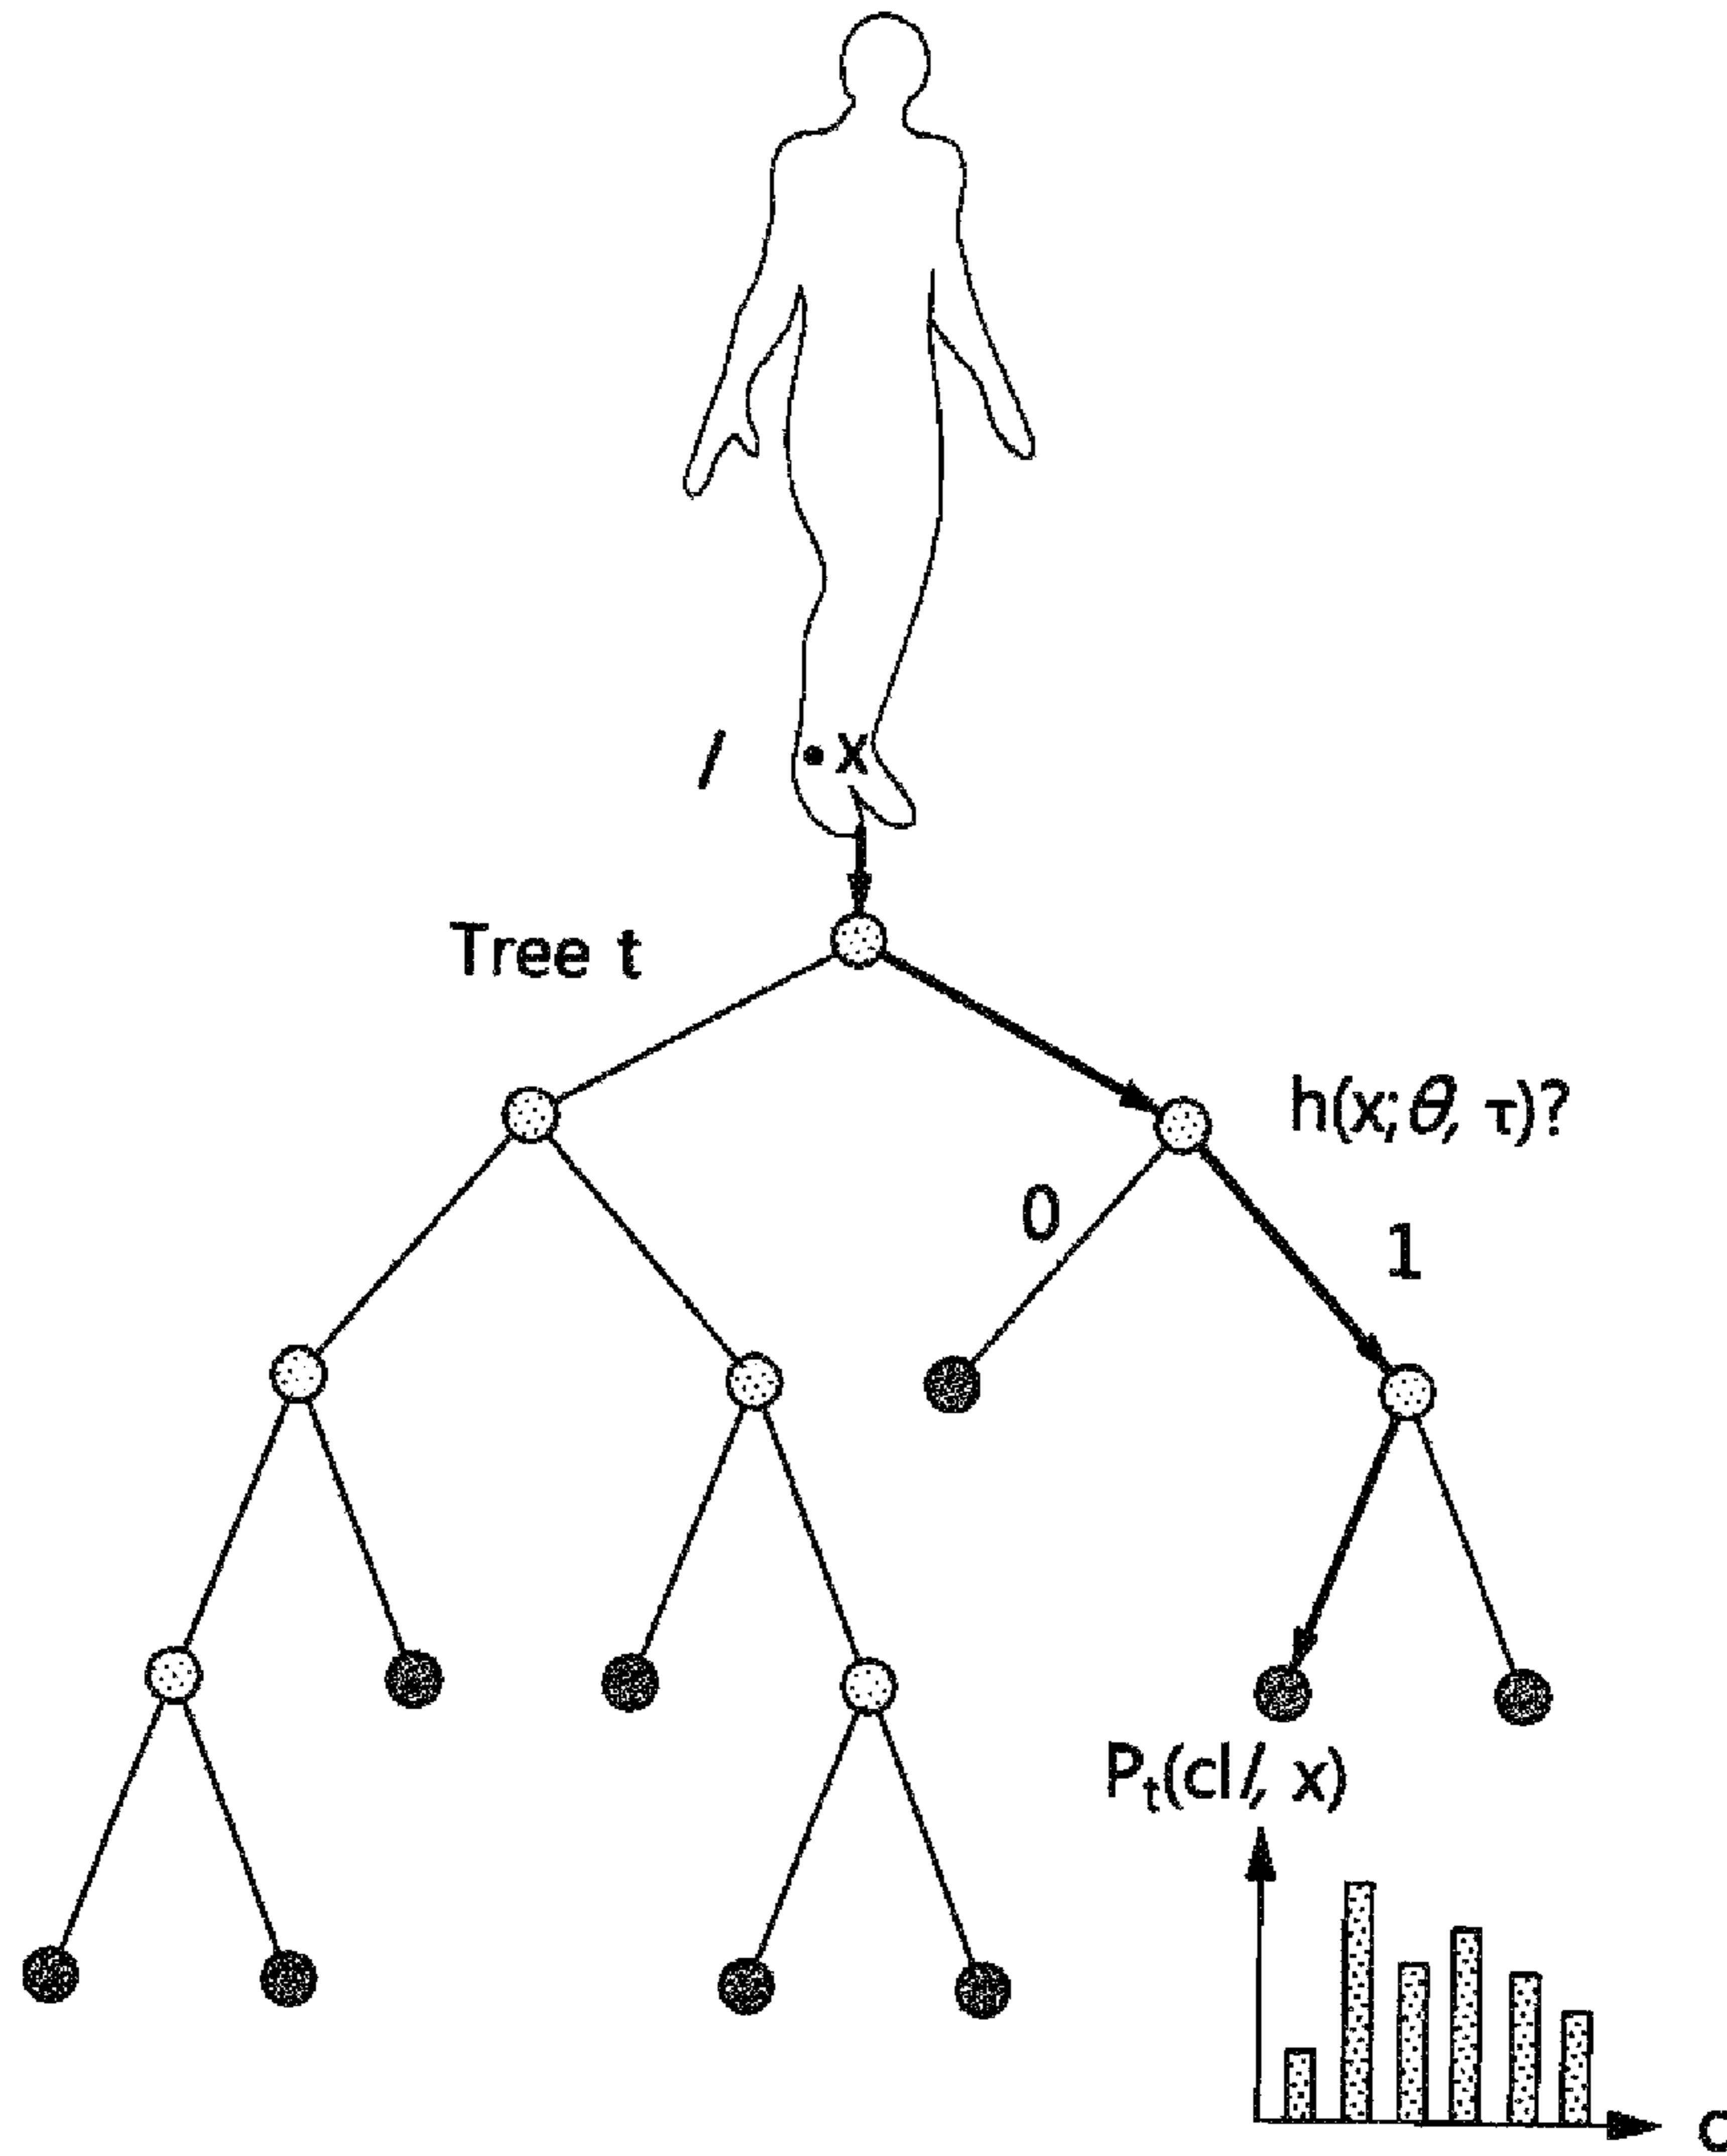 I
x
Tree t
h(x;θ, τ)?
0
1
Pt(c|I, x)
c